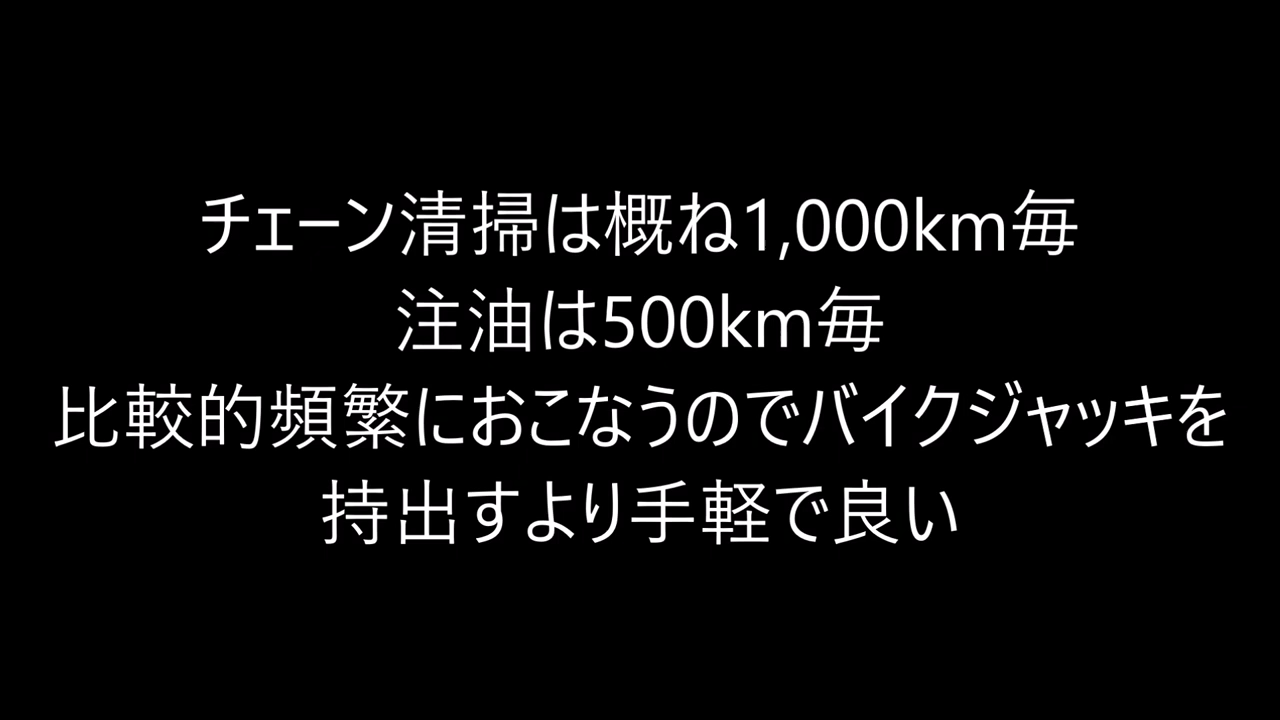 チェーン清掃は概ね1,000km毎
注油は500km毎
比較的頻繁におこなうのでバイクジャッキを
持出すより手軽で良い